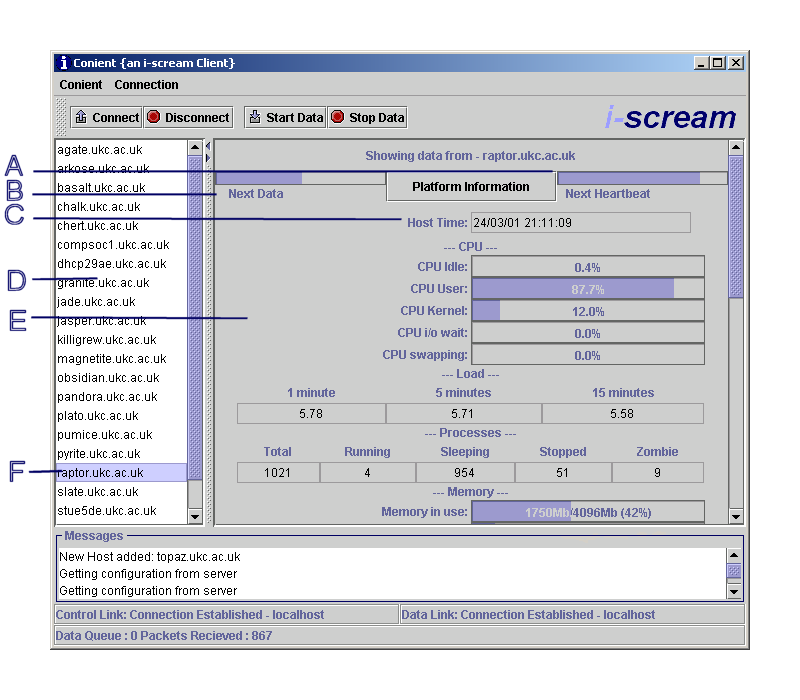 Conient {an i-scream Client}
Conient Connection
Connect Disconnect Start Data Stop Data i-scream
A
B
C
D
E
F
agate.ukc.ac.uk
arkose.ukc.ac.uk
basalt.ukc.ac.uk
chalk.ukc.ac.uk
chert.ukc.ac.uk
compsoc1.ukc.ac.uk
dhcp29ae.ukc.ac.uk
granite.ukc.ac.uk
jade.ukc.ac.uk
jasper.ukc.ac.uk
killigrew.ukc.ac.uk
magnetite.ukc.ac.uk
obsidian.ukc.ac.uk
pandora.ukc.ac.uk
plato.ukc.ac.uk
pumice.ukc.ac.uk
pyrite.ukc.ac.uk
raptor.ukc.ac.uk
slate.ukc.ac.uk
stue5de.ukc.ac.uk
Showing data from - raptor.ukc.ac.uk
Next Data Platform Information Next Heartbeat
Host Time: 24/03/01 21:11:09
--- CPU ---
CPU Idle: 0.4%
CPU User: 87.7%
CPU Kernel: 12.0%
CPU i/o wait: 0.0%
CPU swapping: 0.0%
--- Load ---
1 minute 5 minutes 15 minutes
5.78 5.71 5.58
--- Processes ---
Total Running Sleeping Stopped Zombie
1021 4 954 51 9
--- Memory ---
Memory in use: 1750Mb/4096Mb (42%)
Messages
New Host added: topaz.ukc.ac.uk
Getting configuration from server
Getting configuration from server
Control Link: Connection Established - localhost Data Link: Connection Established - localhost
Data Queue : 0 Packets Recieved : 867